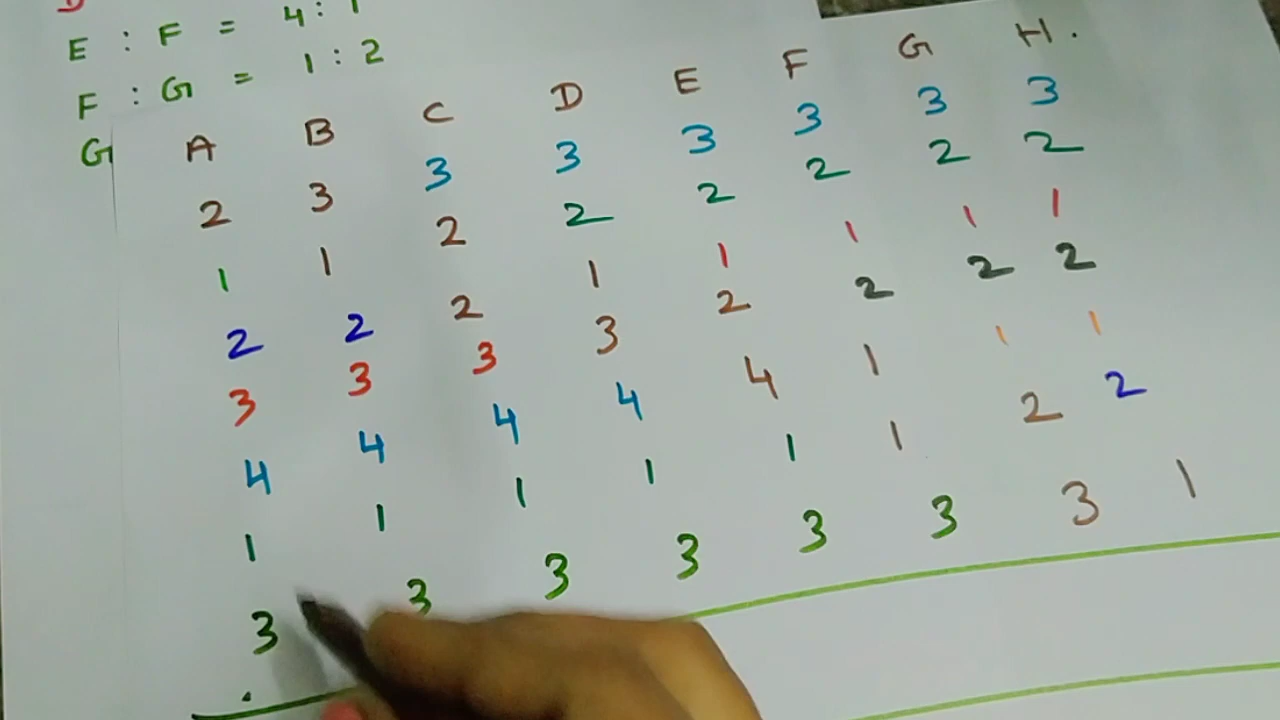 E : F = 4 : 1
F : G = 1 : 2
G
A B C D E F G H.
2 3 3 3 3 3 3 3
1 1 2 2 2 2 2 2
2 2 2 1 1 1 1 1
3 3 3 3 2 2 2 2
4 4 4 4 4 1 1 1
1 1 1 1 1 1 2 2
3 3 3 3 3 3 3 1